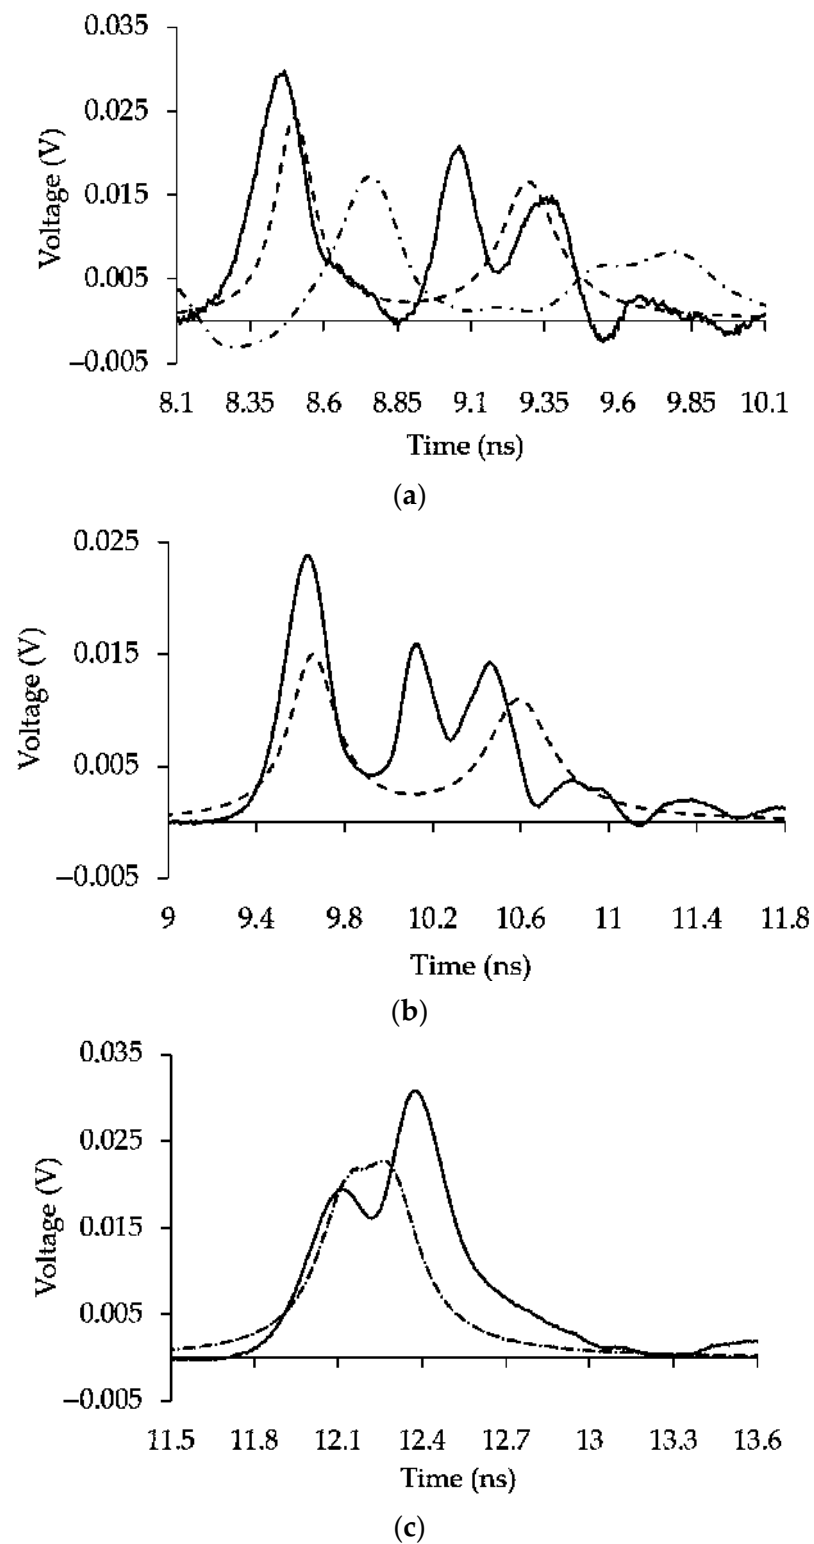 0.035
0.025
0.015
0.005
−0.005
Voltage (V)
8.1 8.35 8.6 8.85 9.1 9.35 9.6 9.85 10.1
Time (ns)
(a)
0.025
0.015
0.005
−0.005
Voltage (V)
9 9.4 9.8 10.2 10.6 11 11.4 11.8
Time (ns)
(b)
0.035
0.025
0.015
0.005
−0.005
Voltage (V)
11.5 11.8 12.1 12.4 12.7 13 13.3 13.6
Time (ns)
(c)